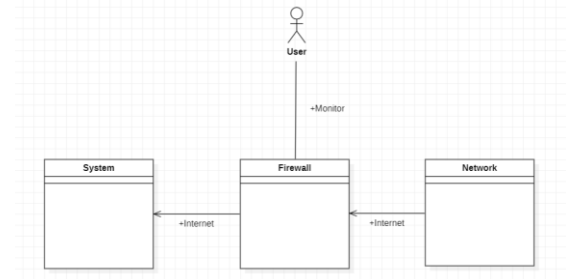 User
+Monitor
System
Firewall
Network
+Internet
+Internet